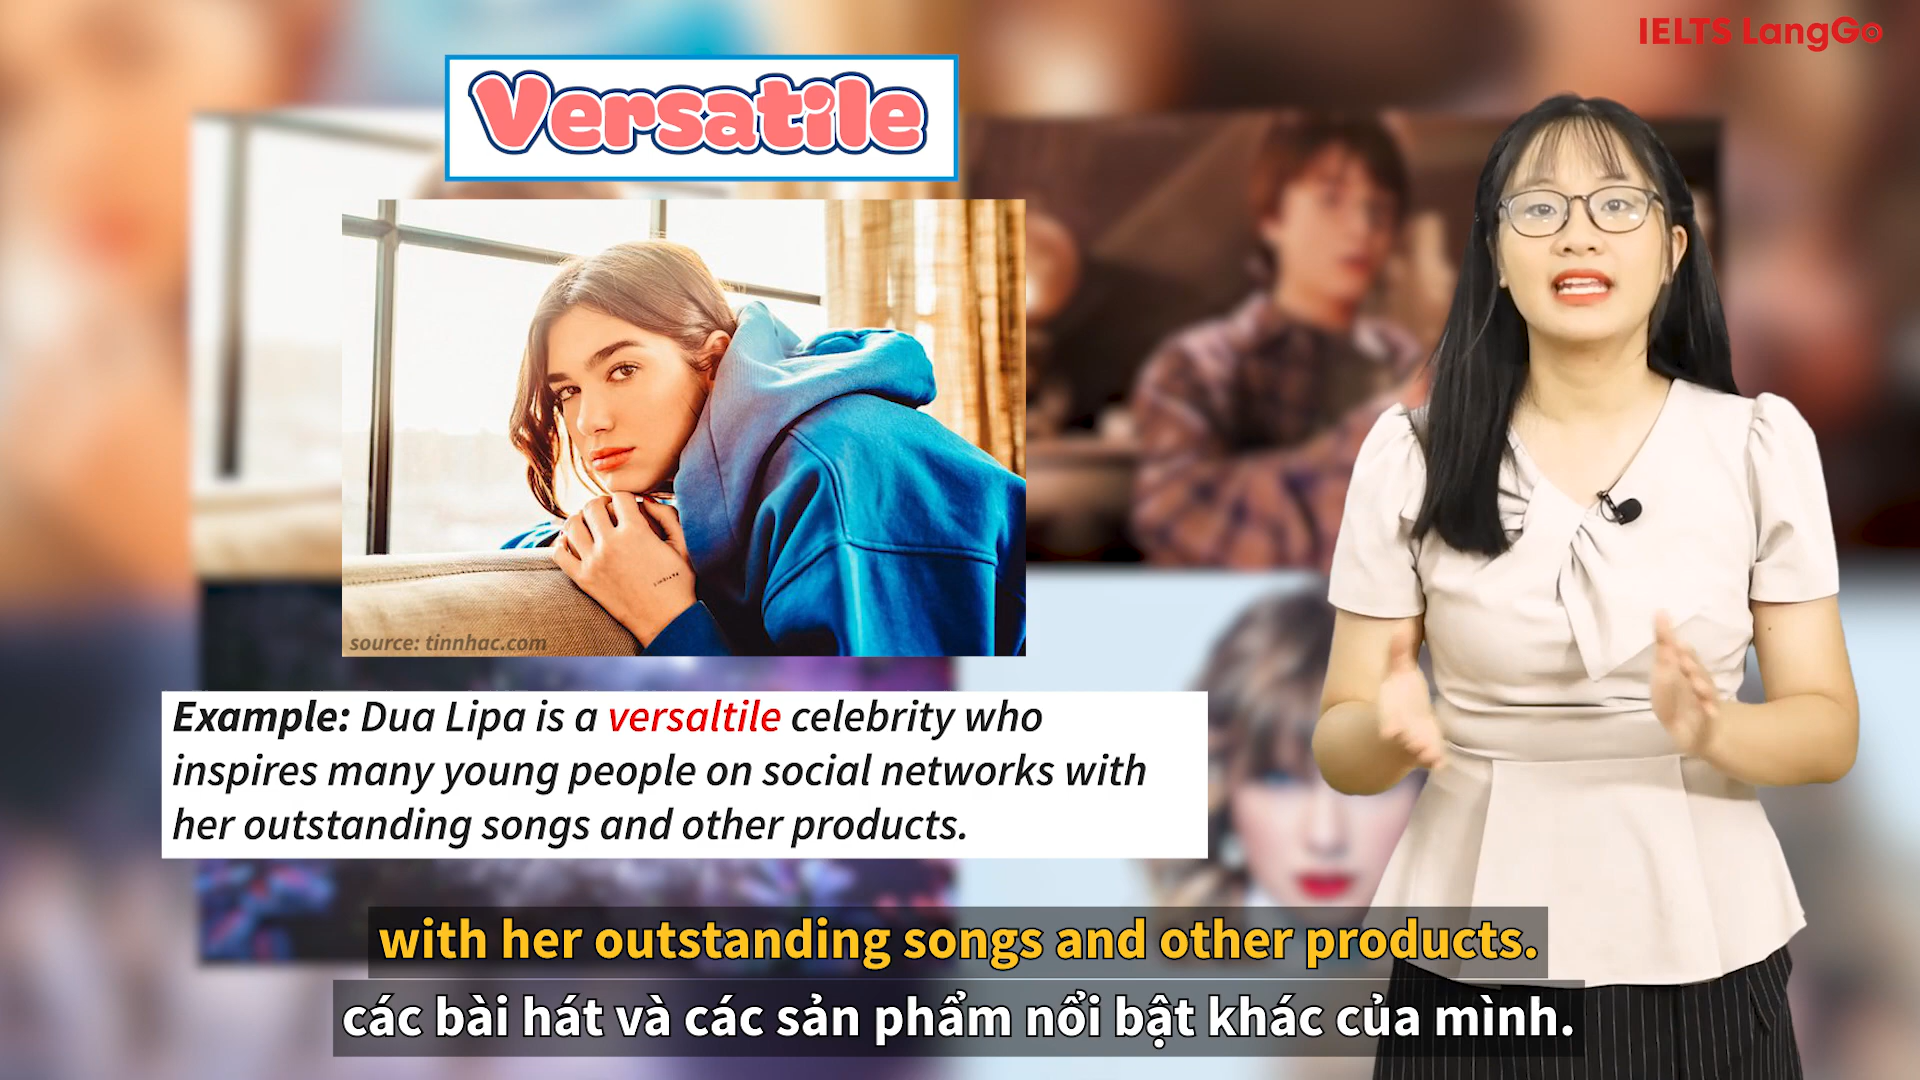 IELTS LangGo
Versatile
source: tinnhac.com
Example: Dua Lipa is a versaltile celebrity who
inspires many young people on social networks with
her outstanding songs and other products.
with her outstanding songs and other products.
các bài hát và các sản phẩm nổi bật khác của mình.